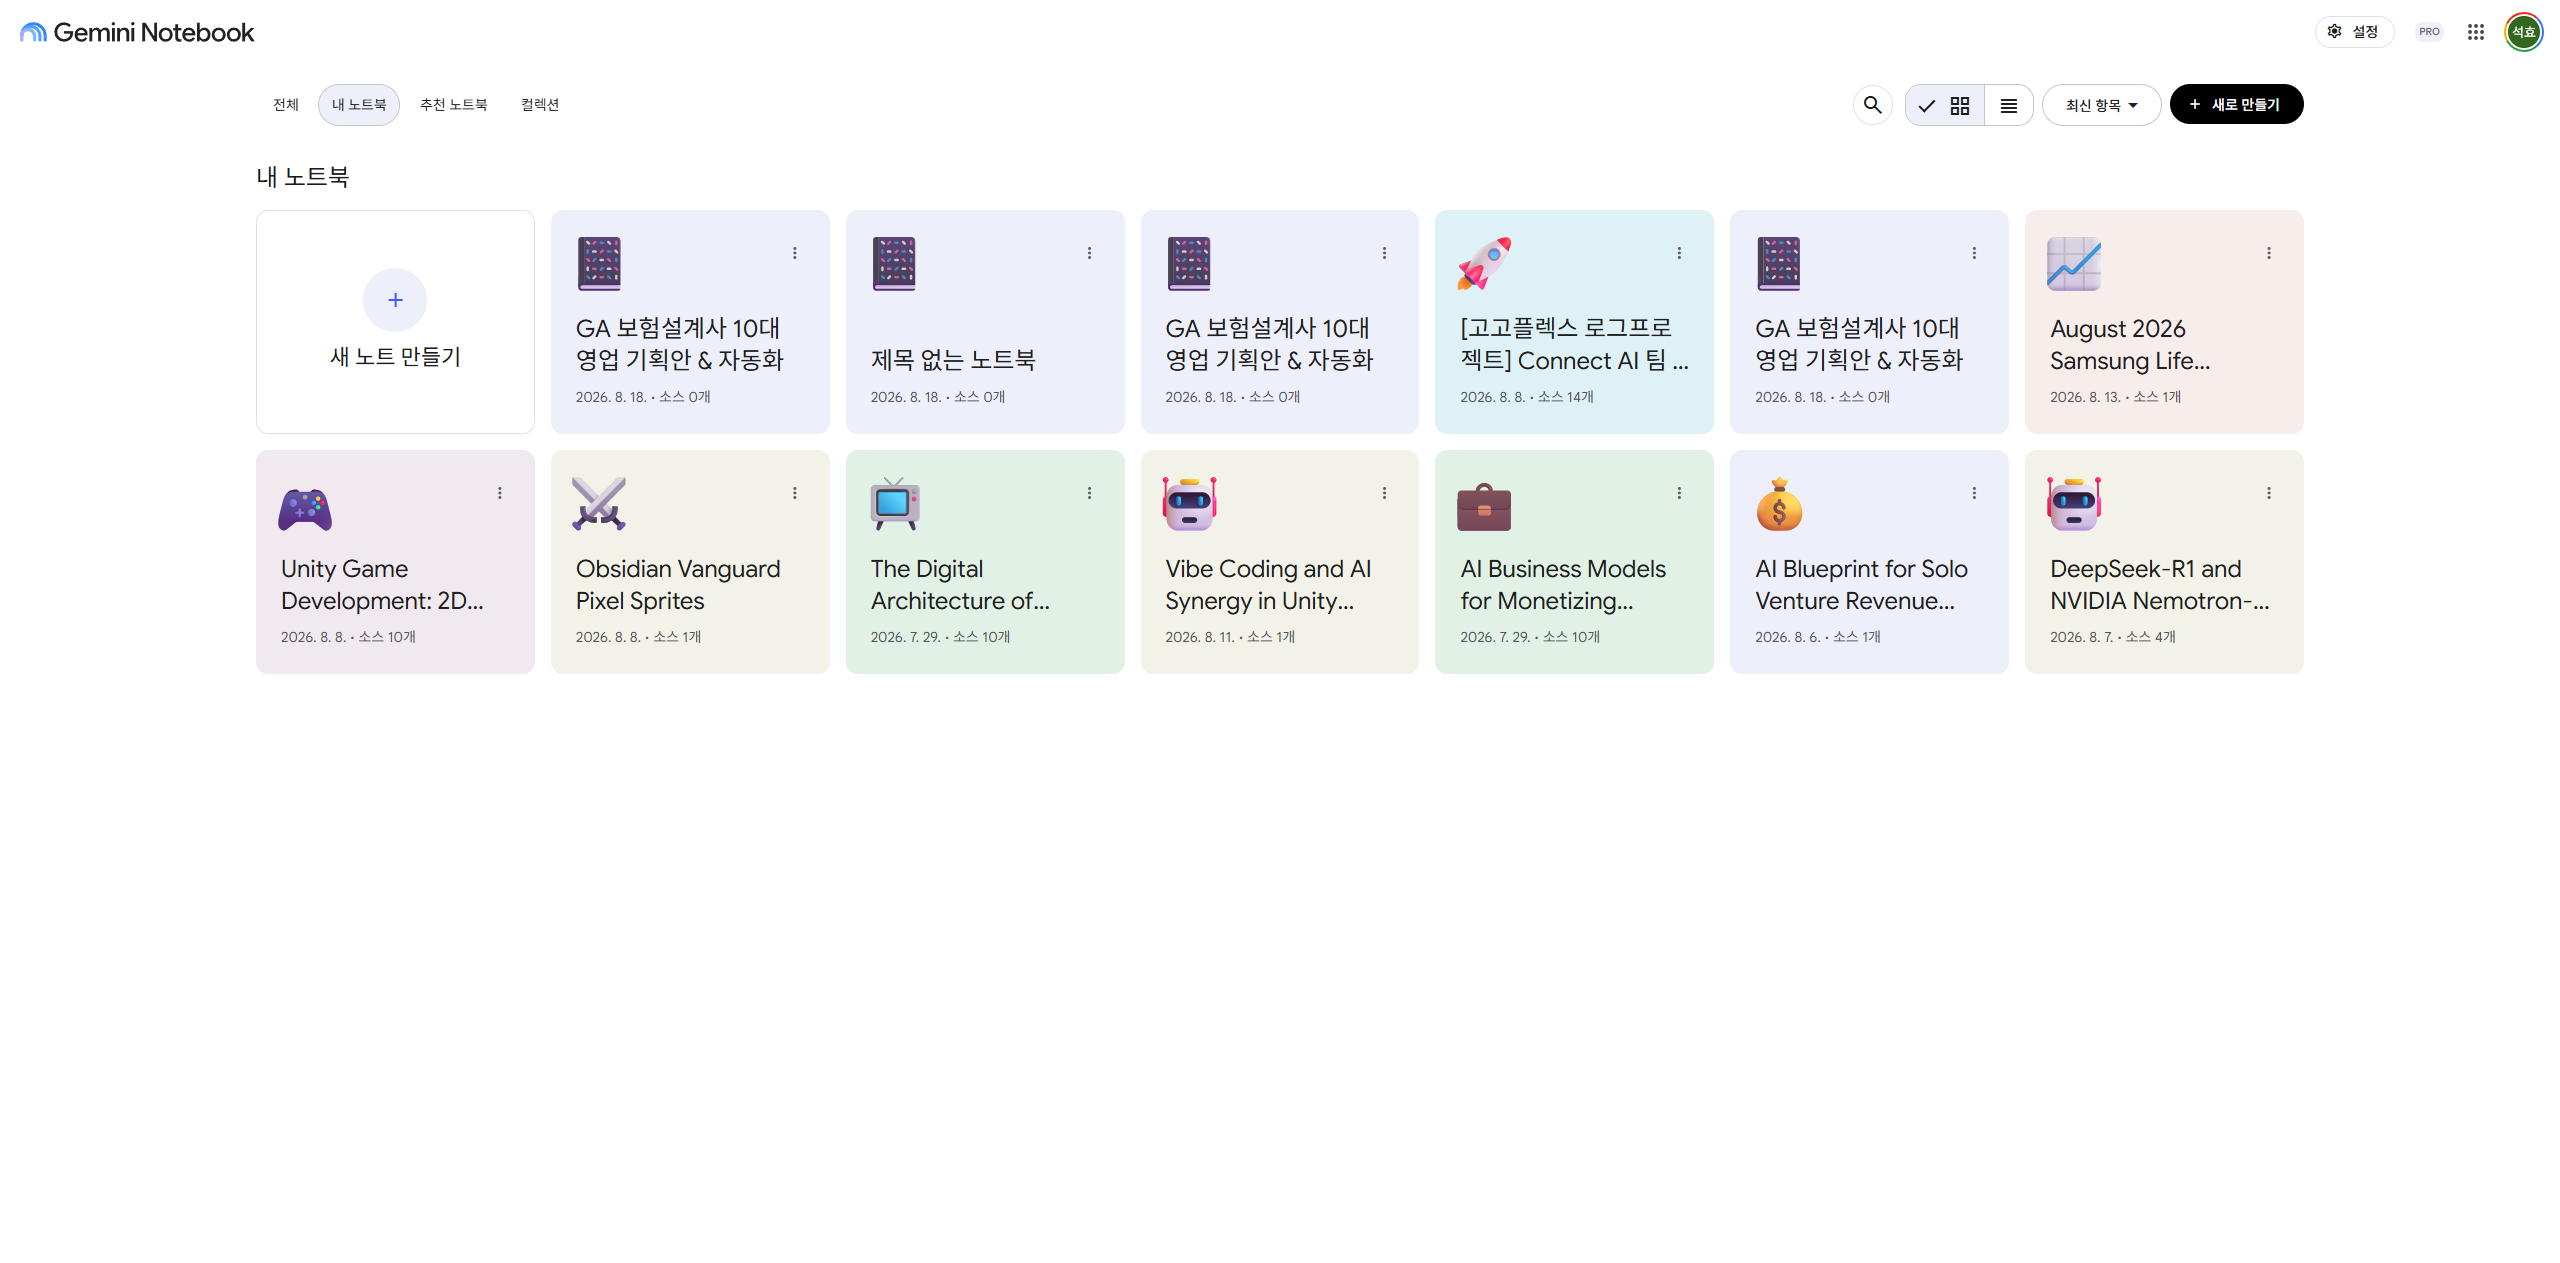 Gemini Notebook
설정
PRO
석효
전체
내 노트북
추천 노트북
컬렉션
최신 항목
+ 새로 만들기
내 노트북
+
새 노트 만들기
GA 보험설계사 10대
영업 기획안 & 자동화
2026. 8. 18. • 소스 0개
제목 없는 노트북
2026. 8. 18. • 소스 0개
GA 보험설계사 10대
영업 기획안 & 자동화
2026. 8. 18. • 소스 0개
[고고플렉스 로그프로
젝트] Connect AI 팀 ...
2026. 8. 8. • 소스 14개
GA 보험설계사 10대
영업 기획안 & 자동화
2026. 8. 18. • 소스 0개
August 2026
Samsung Life...
2026. 8. 13. • 소스 1개
Unity Game
Development: 2D...
2026. 8. 8. • 소스 10개
Obsidian Vanguard
Pixel Sprites
2026. 8. 8. • 소스 1개
The Digital
Architecture of...
2026. 7. 29. • 소스 10개
Vibe Coding and AI
Synergy in Unity...
2026. 8. 11. • 소스 1개
AI Business Models
for Monetizing...
2026. 7. 29. • 소스 10개
AI Blueprint for Solo
Venture Revenue...
2026. 8. 6. • 소스 1개
DeepSeek-R1 and
NVIDIA Nemotron-...
2026. 8. 7. • 소스 4개